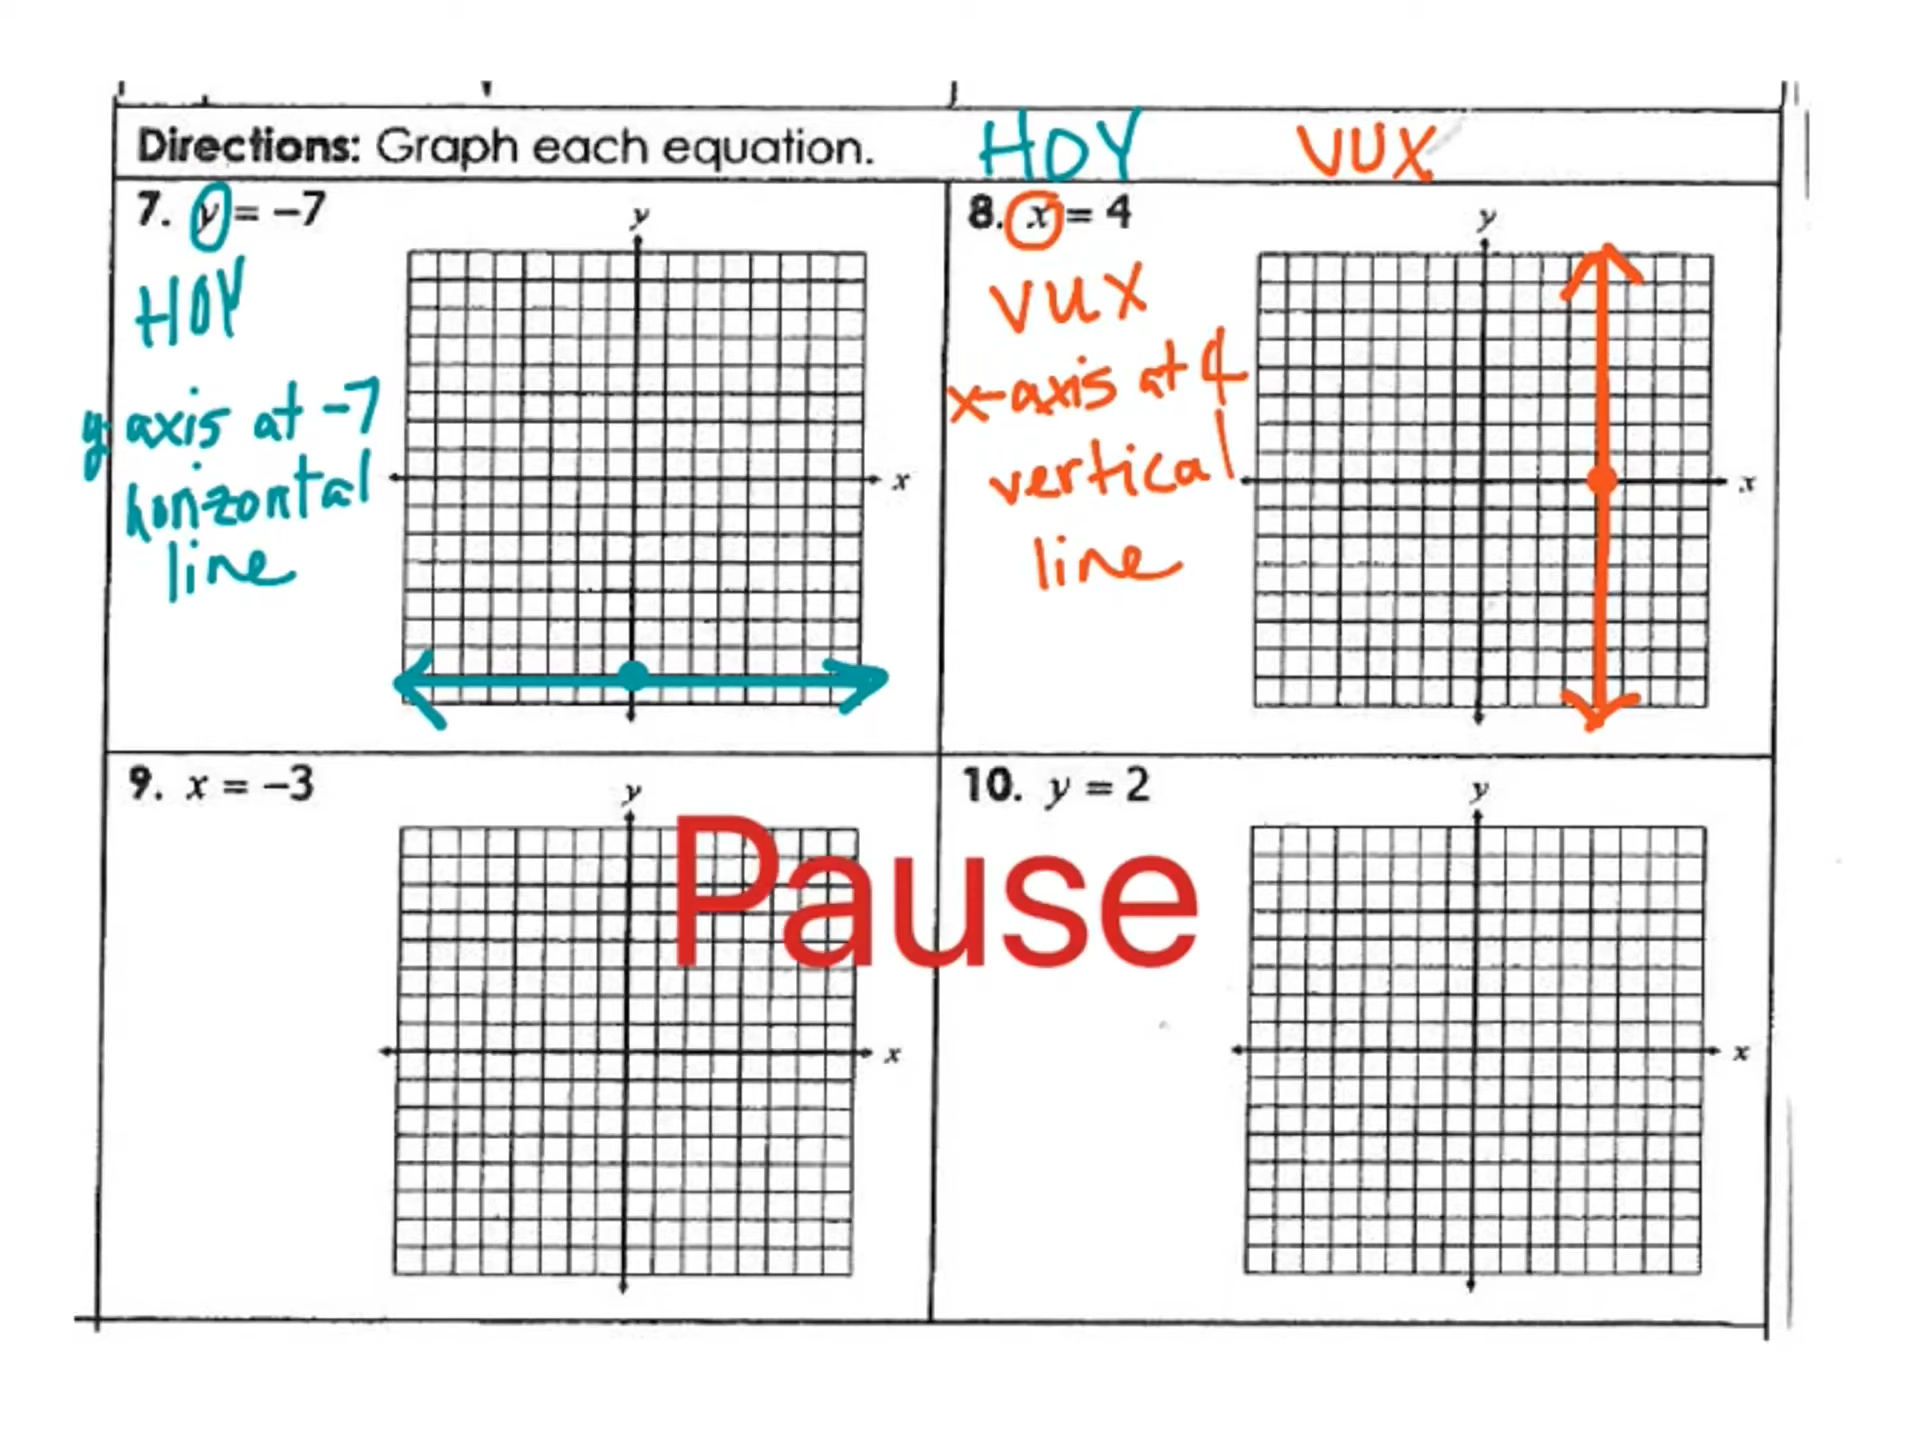 Directions: Graph each equation. HOY VUX
7. y = -7
y
HOY
y axis at -7
horizontal
line
x
8. x = 4
y
VUX
x-axis at 4
vertical
line
x
9. x = -3
y
x
10. y = 2
y
x
Pause